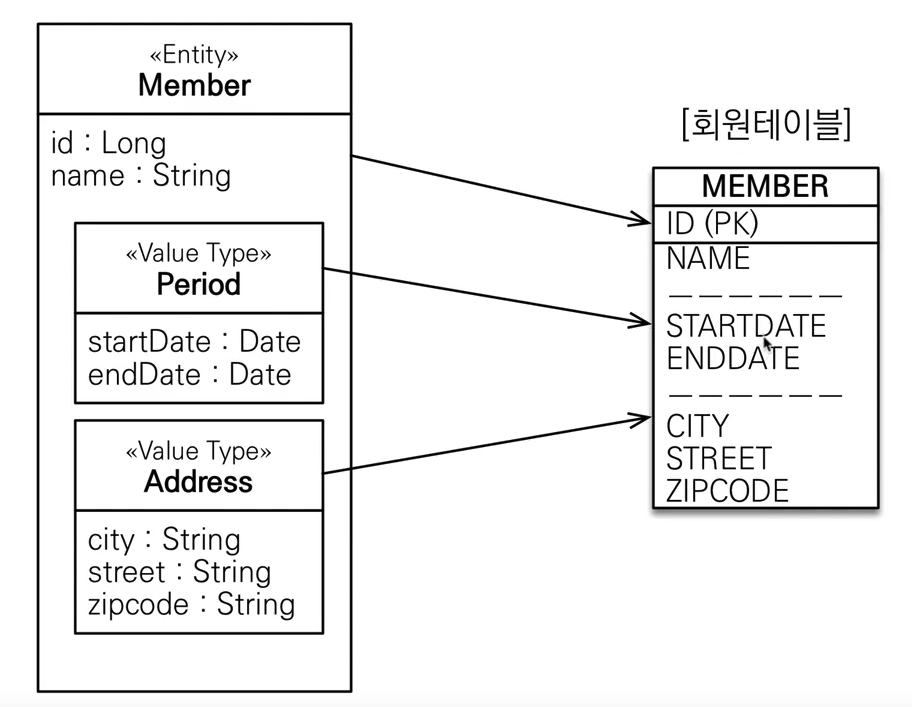 «Entity»
Member
id : Long
name : String
«Value Type»
Period
startDate : Date
endDate : Date
«Value Type»
Address
city : String
street : String
zipcode : String
[회원테이블]
MEMBER
ID (PK)
NAME
STARTDATE
ENDDATE
CITY
STREET
ZIPCODE